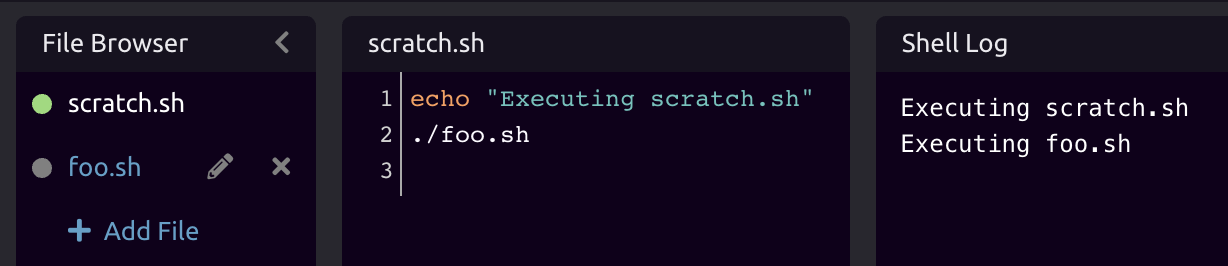 File Browser
scratch.sh
foo.sh
Add File
scratch.sh
1 echo "Executing scratch.sh"
2 ./foo.sh
3
Shell Log
Executing scratch.sh
Executing foo.sh